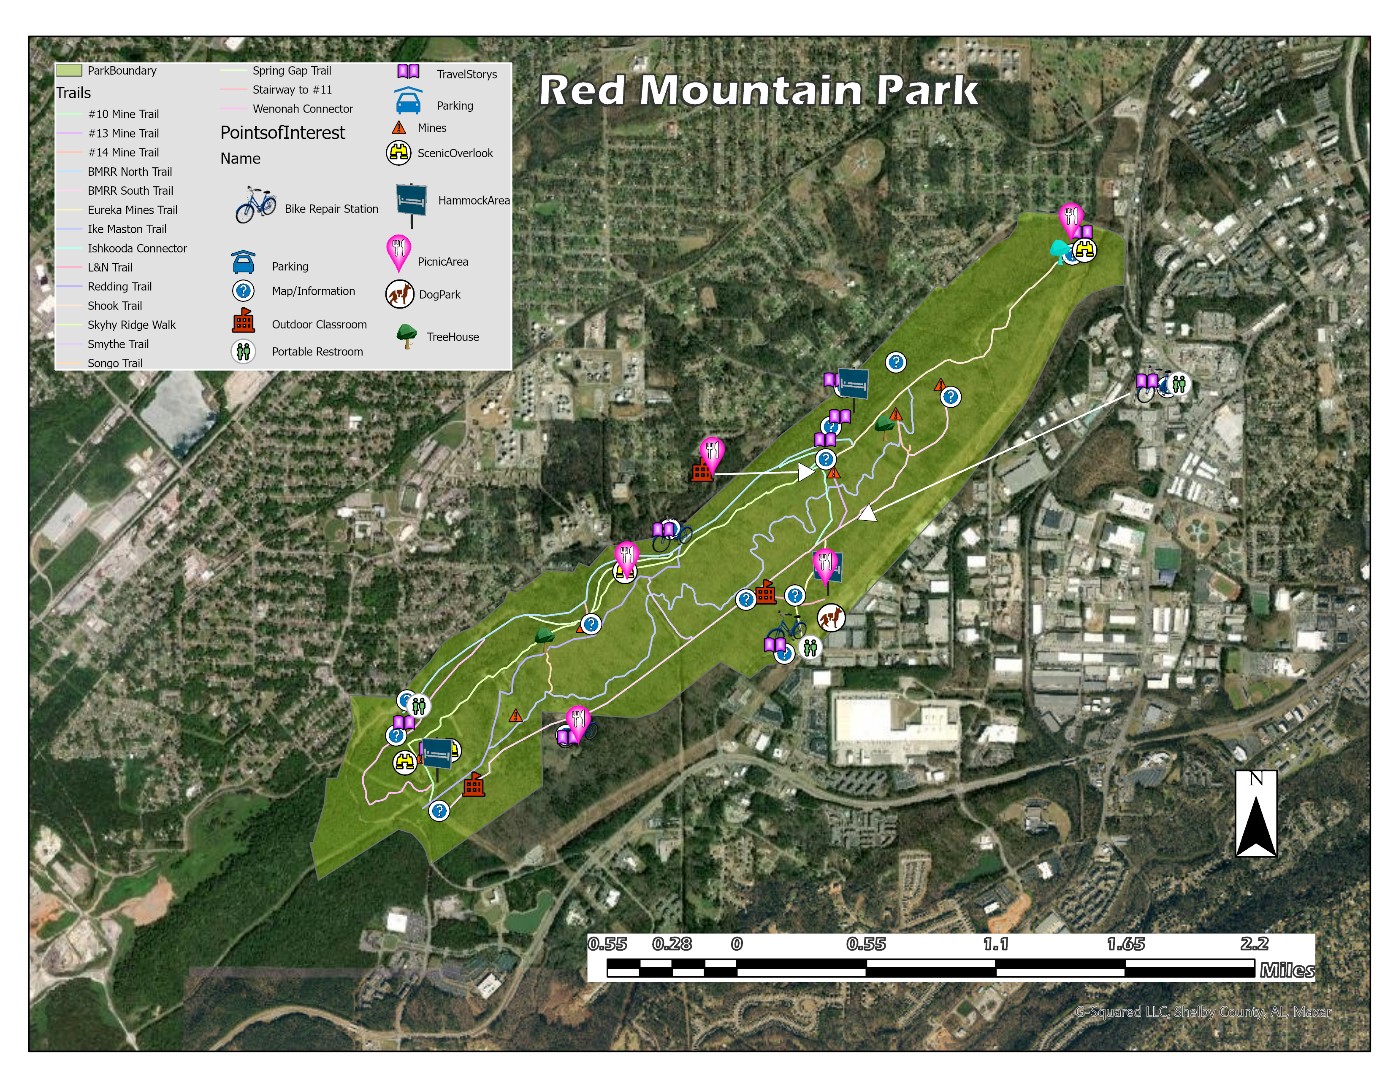 Red Mountain Park
ParkBoundary
Trails
#10 Mine Trail
#13 Mine Trail
#14 Mine Trail
BMRR North Trail
BMRR South Trail
Eureka Mines Trail
Ike Maston Trail
Ishkooda Connector
L&N Trail
Redding Trail
Shook Trail
Skyhy Ridge Walk
Smythe Trail
Songo Trail
Spring Gap Trail
Stairway to #11
Wenonah Connector
PointsofInterest
Name
Bike Repair Station
Parking
Map/Information
Outdoor Classroom
Portable Restroom
TravelStorys
Parking
Mines
ScenicOverlook
HammockArea
PicnicArea
DogPark
TreeHouse
N
0.55 0.28 0 0.55 1.1 1.65 2.2
Miles
G-Squared LLC, Shelby County, AL, Maxar